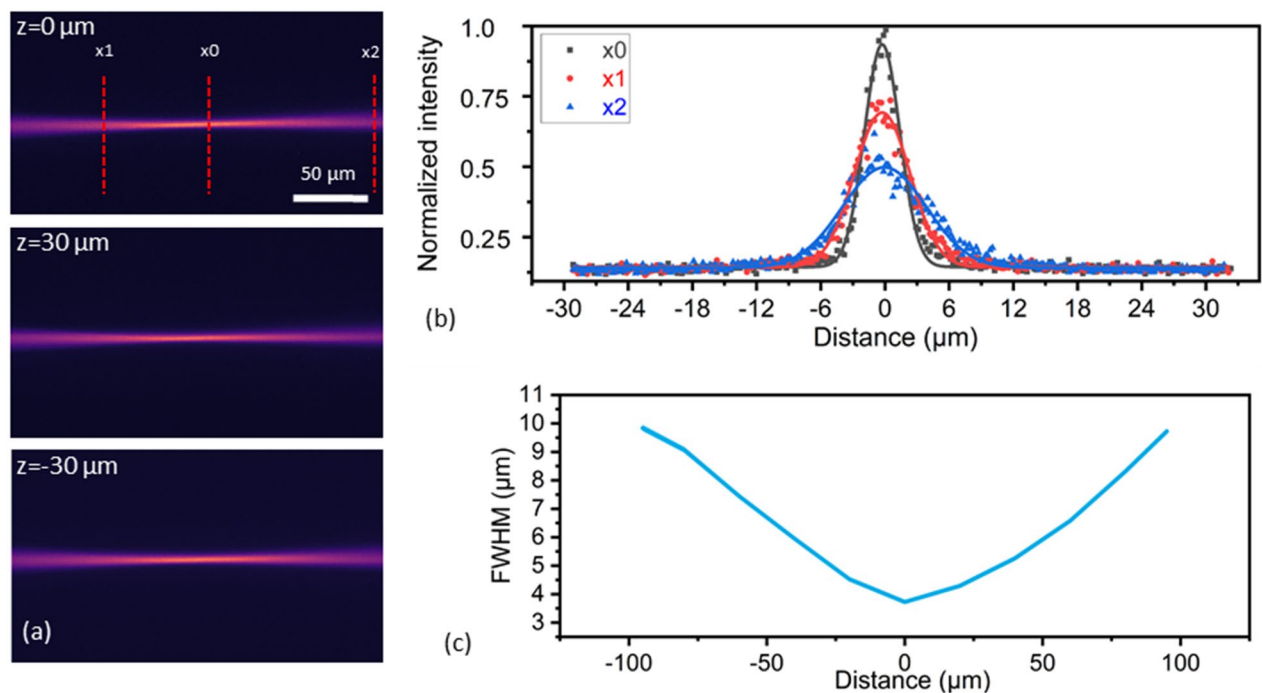 z=0 µm
x1 x0 x2
50 µm
z=30 µm
z=-30 µm
(a)
Normalized intensity
1.0
0.75
0.5
0.25
x0
x1
x2
-30 -24 -18 -12 -6 0 6 12 18 24 30
Distance (µm)
(b)
FWHM (µm)
11
10
9
8
7
6
5
4
3
-100 -50 0 50 100
Distance (µm)
(c)